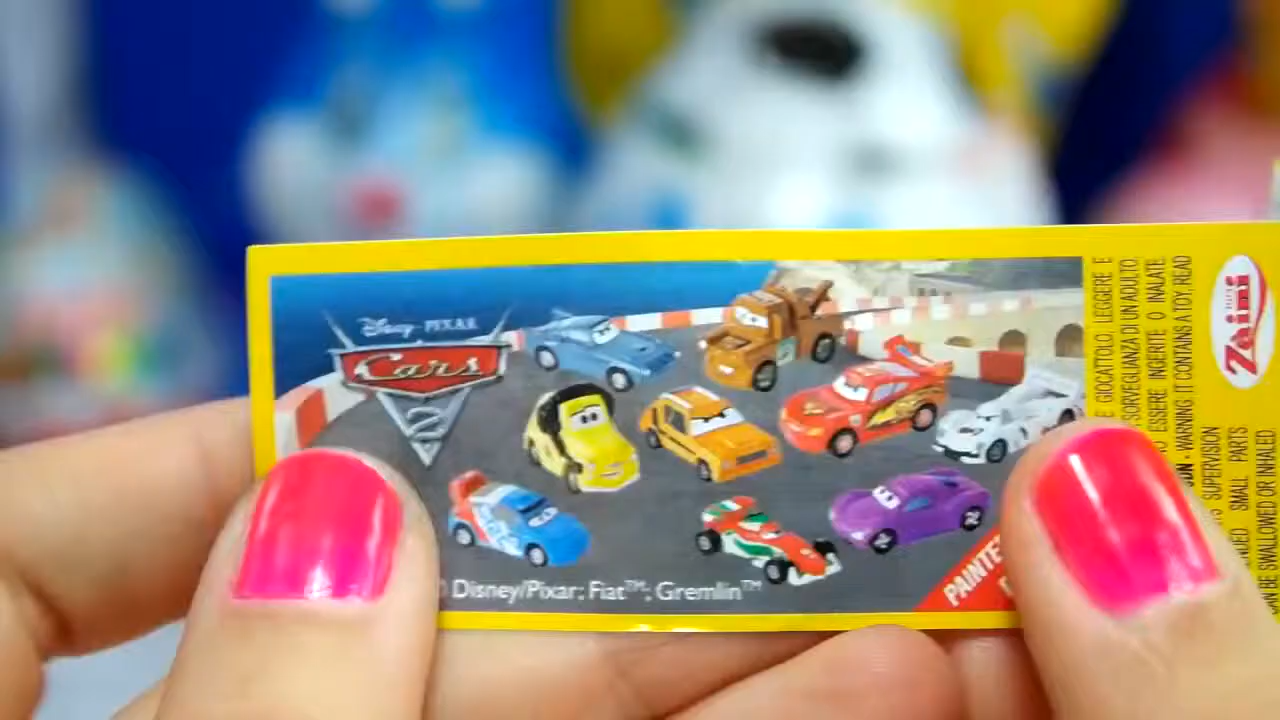 Disney · PIXAR
Cars
2
Disney/Pixar; Fiat™; Gremlin™
PAINTE
E GIOCATTOLO, LEGGERE E
SORVEGLIANZA DI UN ADULTO.
ESSERE INGERITE O INALATE
- WARNING: IT CONTAINS A TOY. READ
SUPERVISION
SMALL PARTS
CAN BE SWALLOWED OR INHALED
Zaini